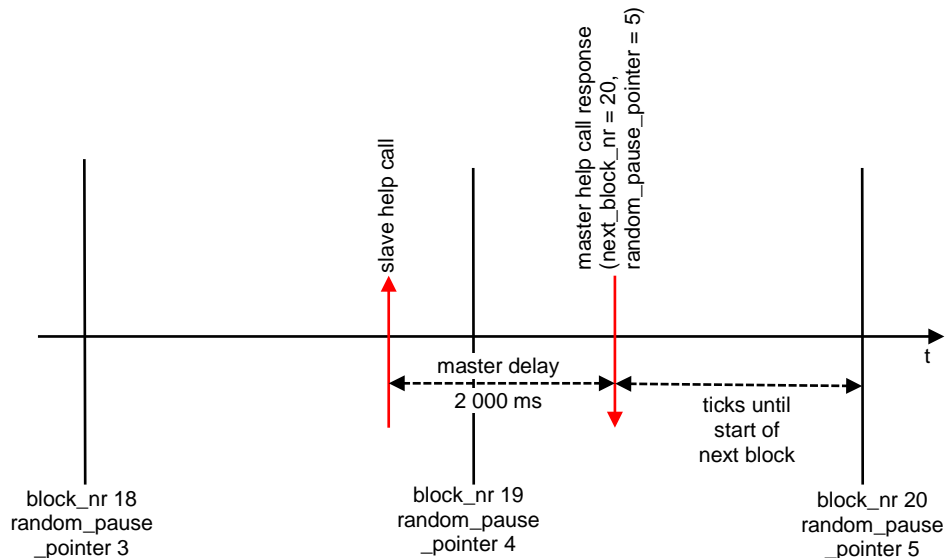 slave help call
master help call response
(next_block_nr = 20,
random_pause_pointer = 5)
t
master delay
2 000 ms
ticks until
start of
next block
block_nr 18
random_pause
_pointer 3
block_nr 19
random_pause
_pointer 4
block_nr 20
random_pause
_pointer 5